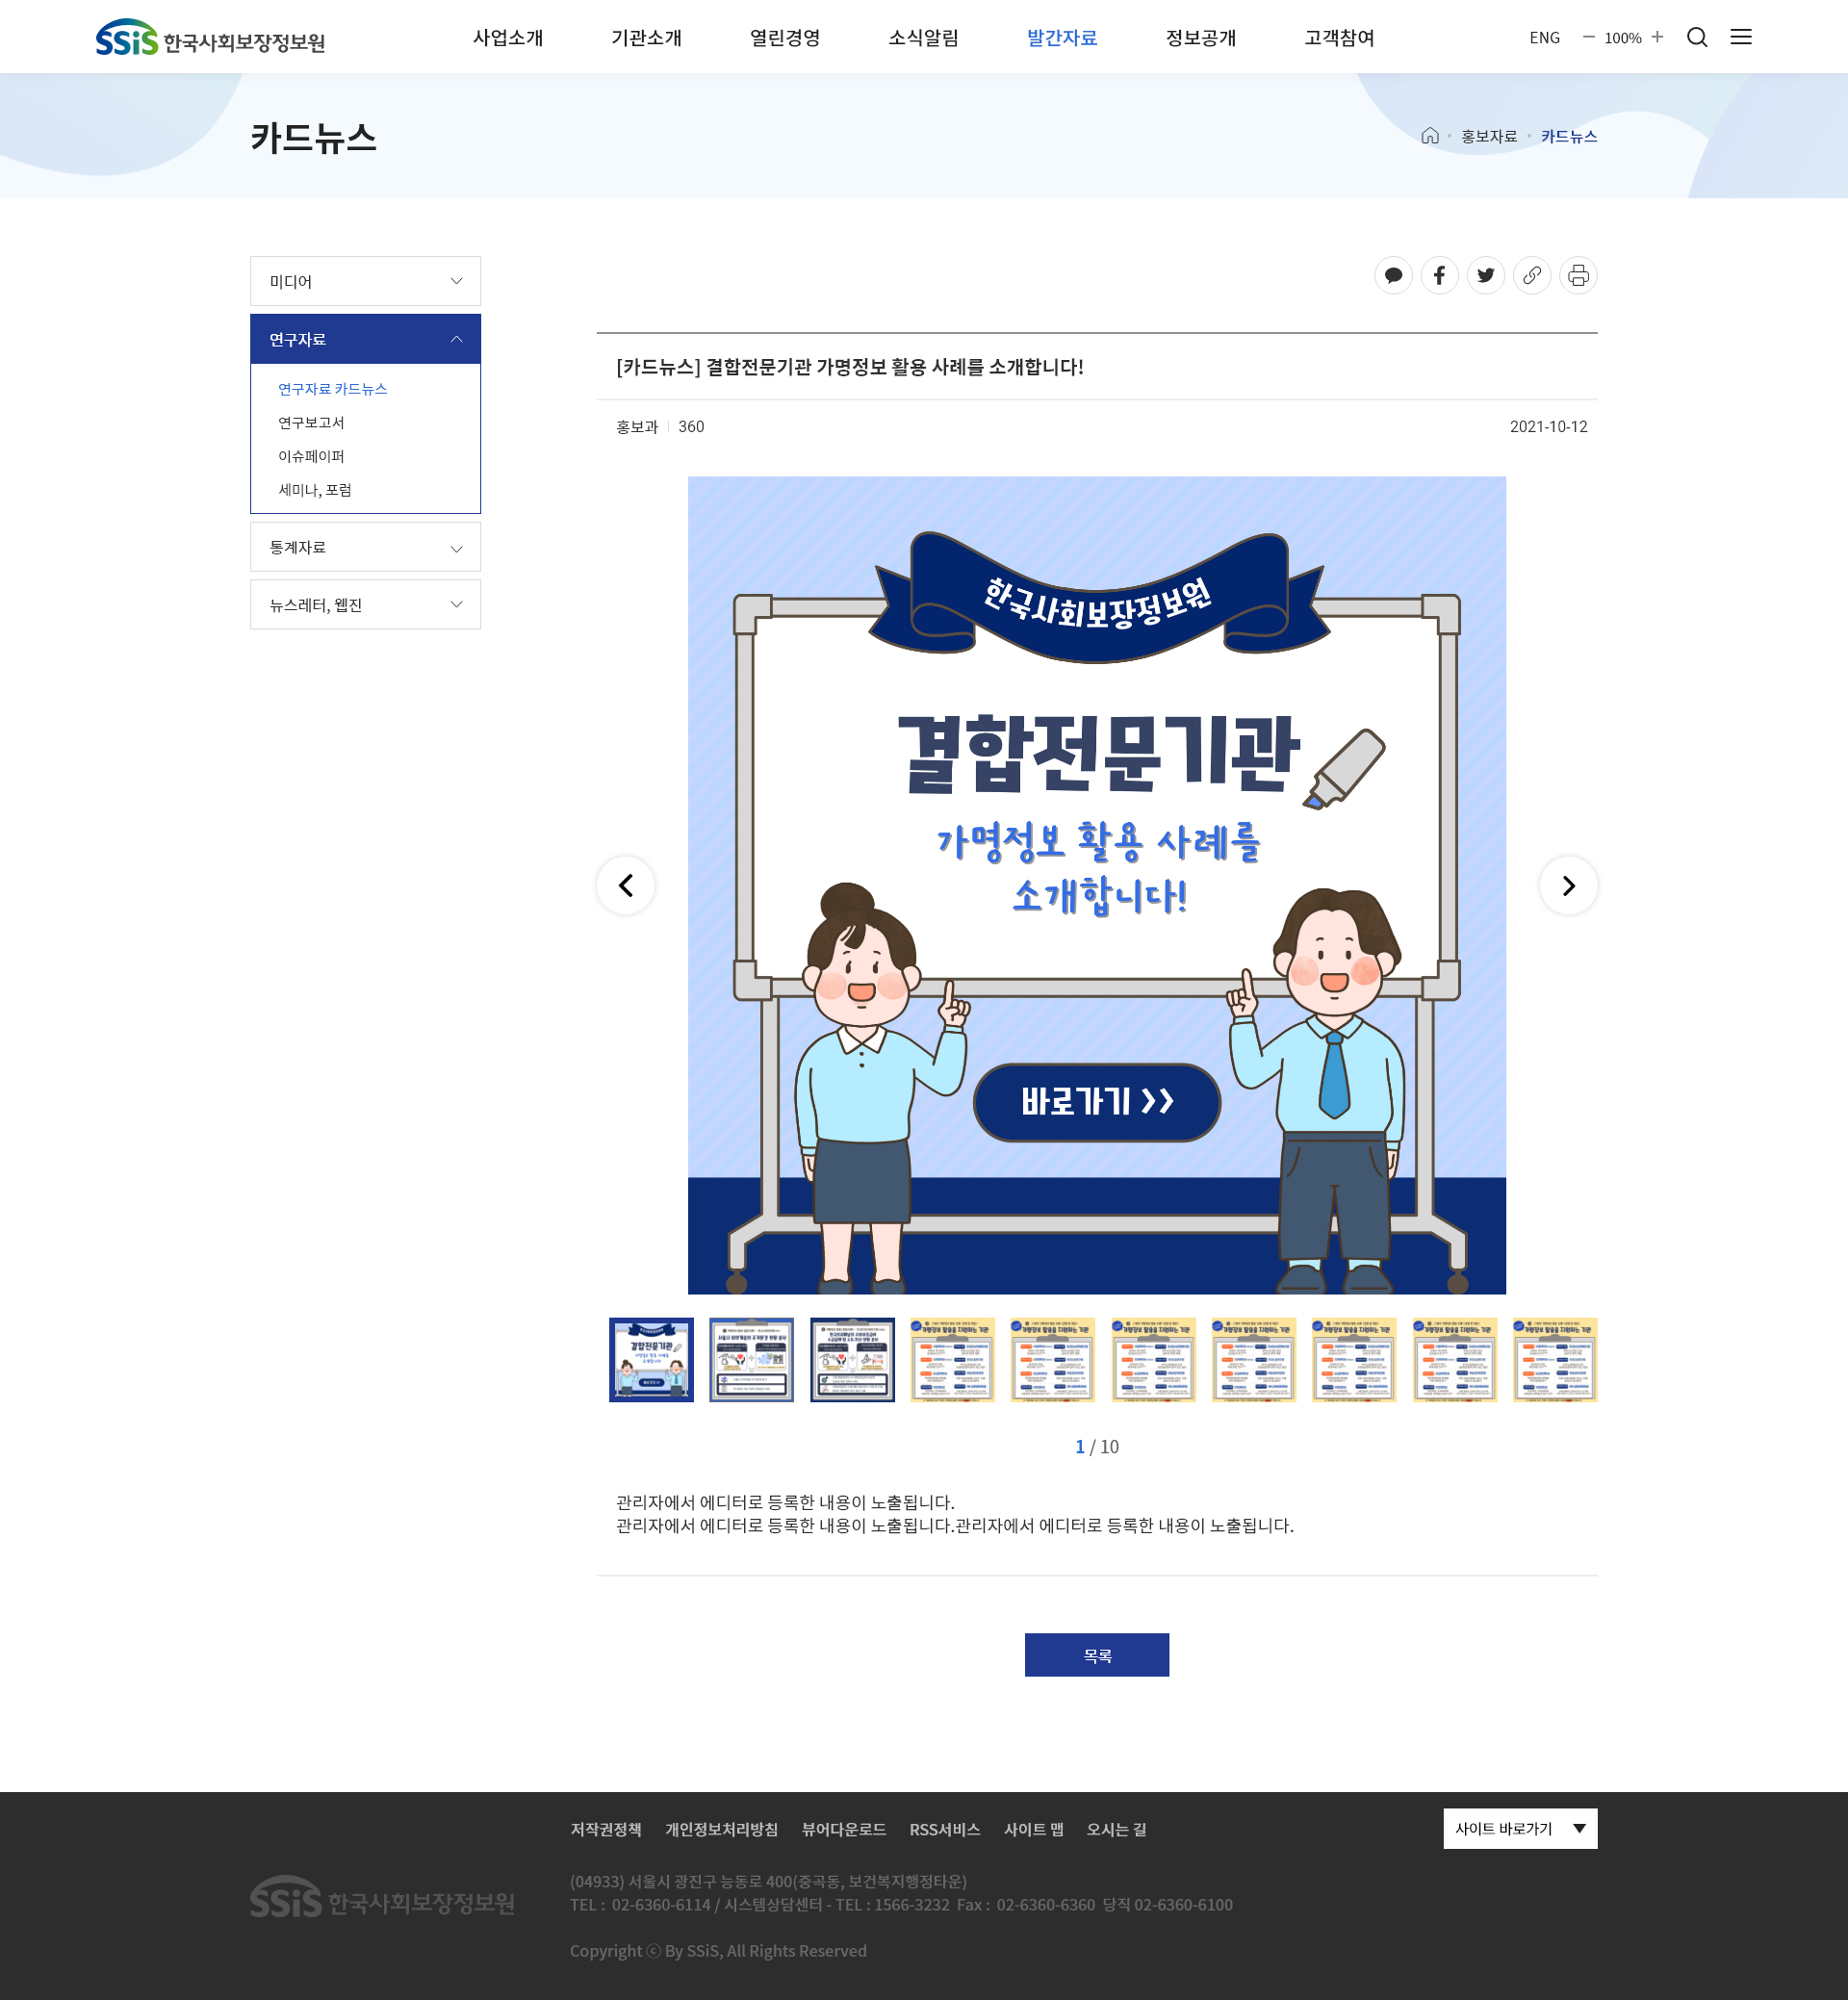 SSiS 한국사회보장정보원
사업소개
기관소개
열린경영
소식알림
발간자료
정보공개
고객참여
ENG
100%
카드뉴스
홍보자료
카드뉴스
미디어
연구자료
연구자료 카드뉴스
연구보고서
이슈페이퍼
세미나, 포럼
통계자료
뉴스레터, 웹진
[카드뉴스] 결합전문기관 가명정보 활용 사례를 소개합니다!
홍보과 360
2021-10-12
한국사회보장정보원
결합전문기관
가명정보 활용 사례를
소개합니다!
바로가기 >>
1 / 10
관리자에서 에디터로 등록한 내용이 노출됩니다.
관리자에서 에디터로 등록한 내용이 노출됩니다.관리자에서 에디터로 등록한 내용이 노출됩니다.
목록
저작권정책
개인정보처리방침
뷰어다운로드
RSS서비스
사이트 맵
오시는 길
사이트 바로가기
SSiS 한국사회보장정보원
(04933) 서울시 광진구 능동로 400(중곡동, 보건복지행정타운)
TEL : 02-6360-6114 / 시스템상담센터 - TEL : 1566-3232 Fax : 02-6360-6360 당직 02-6360-6100
Copyright ⓒ By SSiS, All Rights Reserved